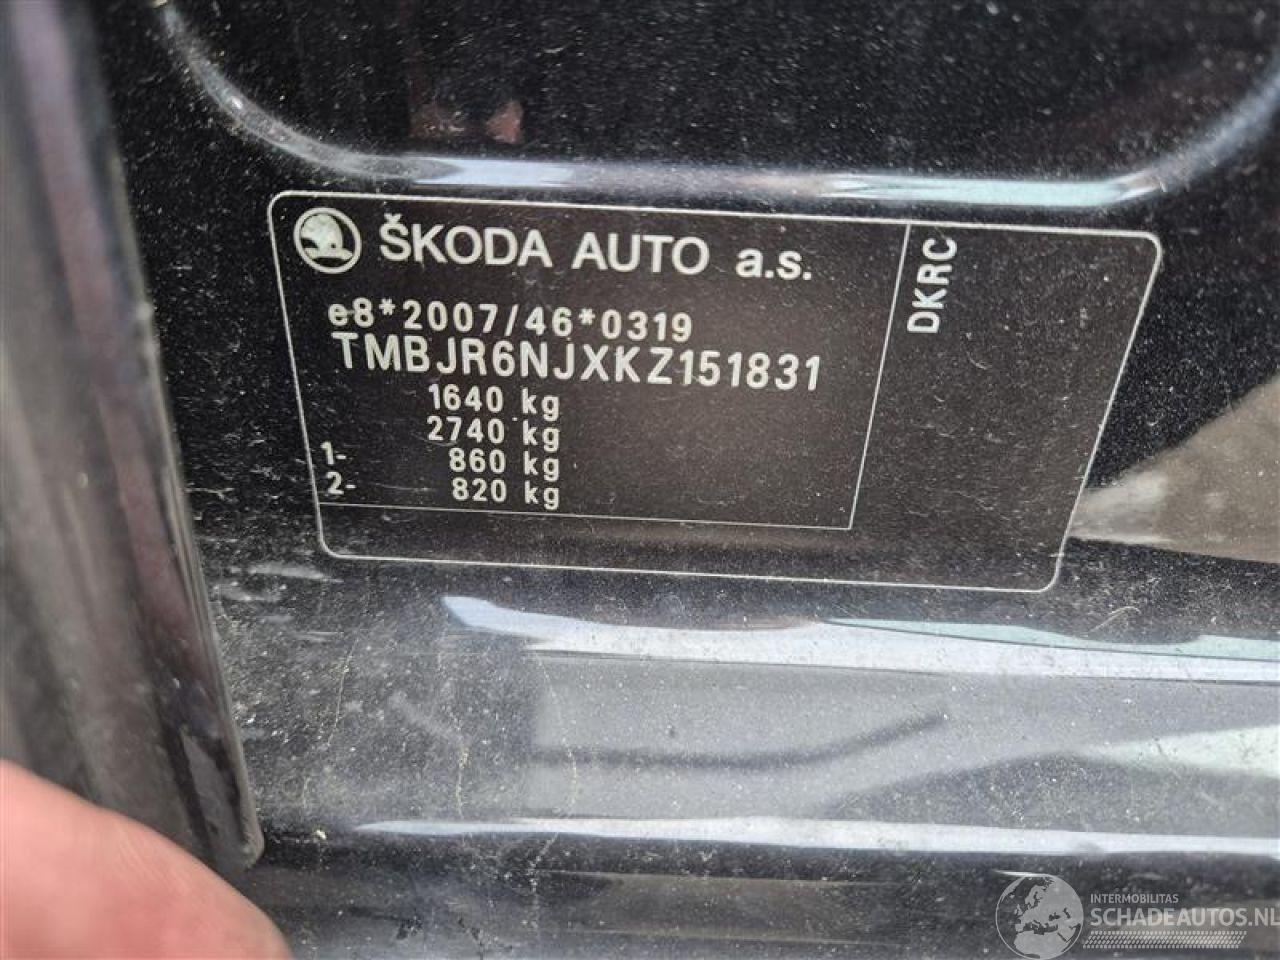 ŠKODA AUTO a.s.
e8*2007/46*0319
TMBJR6NJXKZ151831
1640 kg
2740 kg
1- 860 kg
2- 820 kg
DKRC
INTERMOBILITAS
SCHADEAUTOS.NL